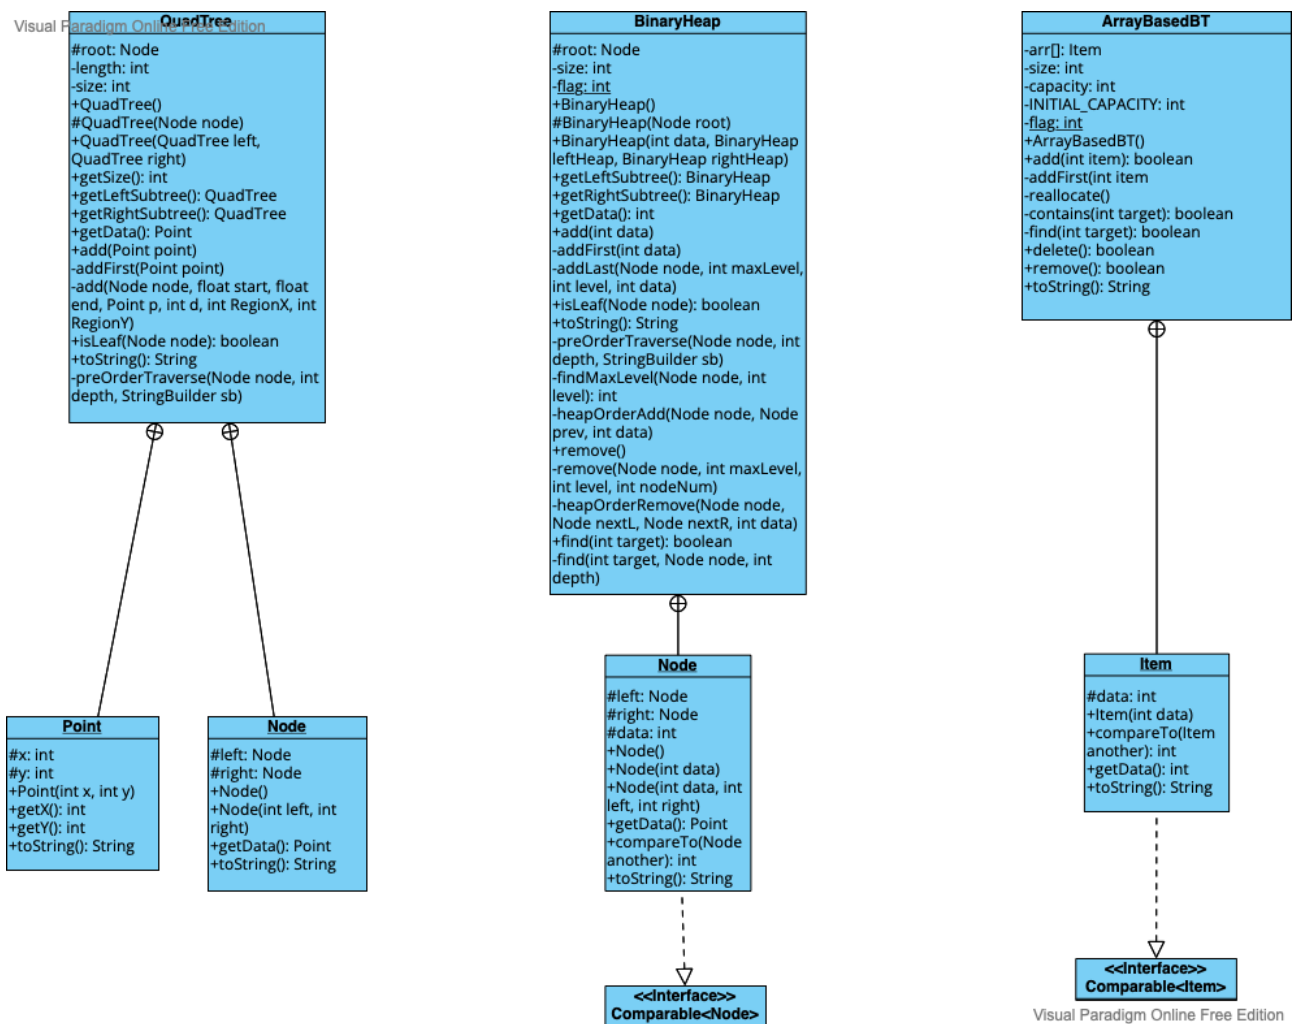 Visual Paradigm Online Free Edition
QuadTree
#root: Node
-length: int
-size: int
+QuadTree()
#QuadTree(Node node)
+QuadTree(QuadTree left,
QuadTree right)
+getSize(): int
+getLeftSubtree(): QuadTree
+getRightSubtree(): QuadTree
+getData(): Point
+add(Point point)
-addFirst(Point point)
-add(Node node, float start, float
end, Point p, int d, int RegionX, int
RegionY)
+isLeaf(Node node): boolean
+toString(): String
-preOrderTraverse(Node node, int
depth, StringBuilder sb)
Point
#x: int
#y: int
+Point(int x, int y)
+getX(): int
+getY(): int
+toString(): String
Node
#left: Node
#right: Node
+Node()
+Node(int left, int
right)
+getData(): Point
+toString(): String
BinaryHeap
#root: Node
-size: int
-flag: int
+BinaryHeap()
#BinaryHeap(Node root)
+BinaryHeap(int data, BinaryHeap
leftHeap, BinaryHeap rightHeap)
+getLeftSubtree(): BinaryHeap
+getRightSubtree(): BinaryHeap
+getData(): int
+add(int data)
-addFirst(int data)
-addLast(Node node, int maxLevel,
int level, int data)
+isLeaf(Node node): boolean
+toString(): String
-preOrderTraverse(Node node, int
depth, StringBuilder sb)
-findMaxLevel(Node node, int
level): int
-heapOrderAdd(Node node, Node
prev, int data)
+remove()
-remove(Node node, int maxLevel,
int level, int nodeNum)
-heapOrderRemove(Node node,
Node nextL, Node nextR, int data)
+find(int target): boolean
-find(int target, Node node, int
depth)
Node
#left: Node
#right: Node
#data: int
+Node()
+Node(int data)
+Node(int data, int
left, int right)
+getData(): Point
+compareTo(Node
another): int
+toString(): String
<<Interface>>
Comparable<Node>
ArrayBasedBT
-arr[]: Item
-size: int
-capacity: int
-INITIAL_CAPACITY: int
-flag: int
+ArrayBasedBT()
+add(int item): boolean
-addFirst(int item
-reallocate()
-contains(int target): boolean
-find(int target): boolean
+delete(): boolean
+remove(): boolean
+toString(): String
Item
#data: int
+Item(int data)
+compareTo(Item
another): int
+getData(): int
+toString(): String
<<Interface>>
Comparable<Item>
Visual Paradigm Online Free Edition